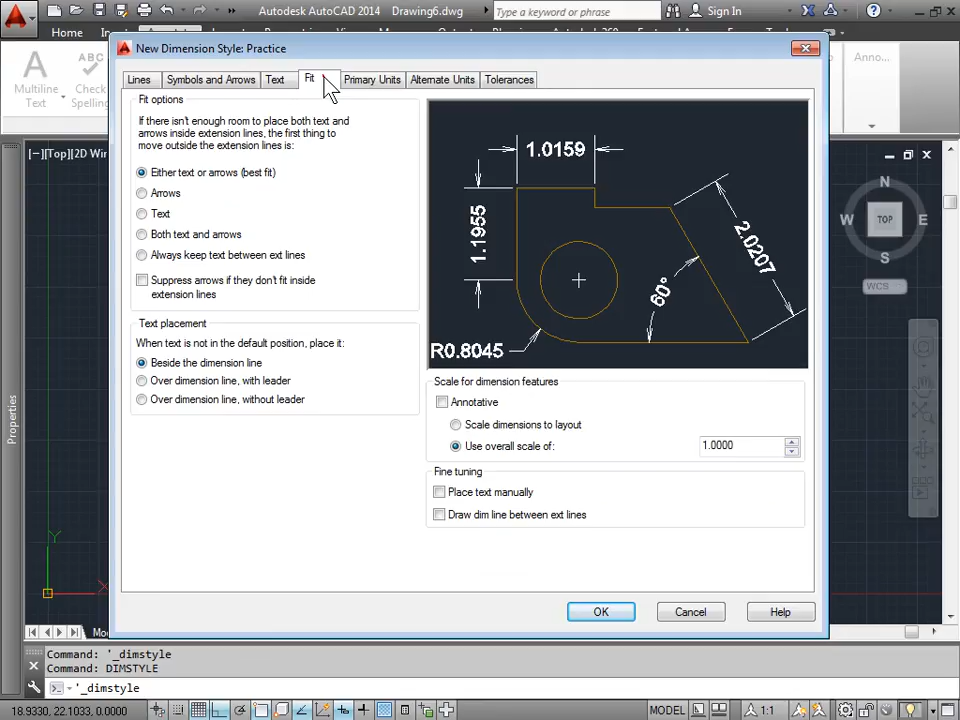 Autodesk AutoCAD 2014 Drawing6.dwg
Type a keyword or phrase
Sign In
Home
New Dimension Style: Practice
Lines
Symbols and Arrows
Text
Fit
Primary Units
Alternate Units
Tolerances
Multiline
Text
ABC
Check
Spelling
Anno...
[−][Top][2D Wir
Fit options
If there isn't enough room to place both text and
arrows inside extension lines, the first thing to
move outside the extension lines is:
Either text or arrows (best fit)
Arrows
Text
Both text and arrows
Always keep text between ext lines
Suppress arrows if they don't fit inside
extension lines
Text placement
When text is not in the default position, place it:
Beside the dimension line
Over dimension line, with leader
Over dimension line, without leader
1.0159
1.1955
2.0207
60°
R0.8045
Scale for dimension features
Annotative
Scale dimensions to layout
Use overall scale of:
1.0000
Fine tuning
Place text manually
Draw dim line between ext lines
OK
Cancel
Help
N
W
TOP
E
S
WCS
Properties
Y
X
Command: '_dimstyle
Command: DIMSTYLE
'_dimstyle
18.9330, 22.1033, 0.0000
MODEL
1:1